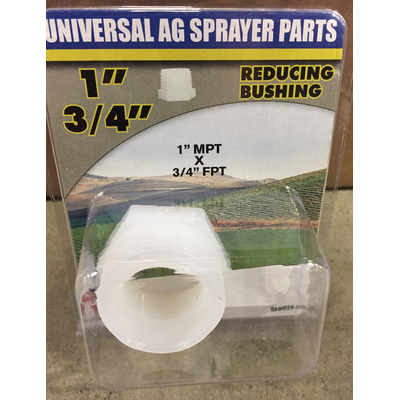 UNIVERSAL AG SPRAYER PARTS
1"
3/4"
REDUCING
BUSHING
1" MPT
X
3/4" FPT